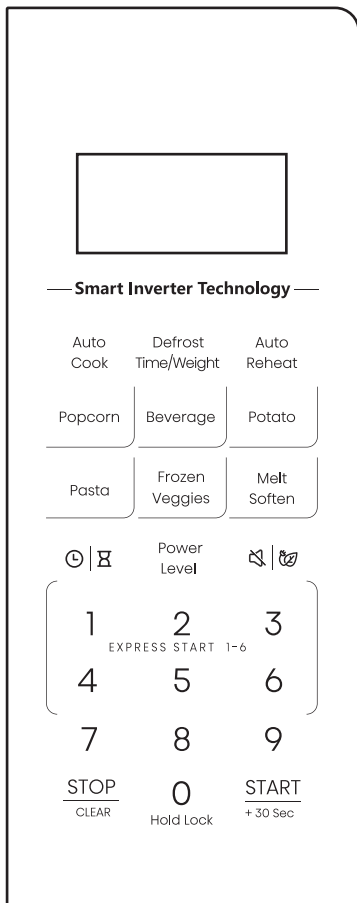 Smart Inverter Technology
Auto Cook
Defrost Time/Weight
Auto Reheat
Popcorn
Beverage
Potato
Pasta
Frozen Veggies
Melt Soften
Power Level
1 2 3
EXPRESS START 1-6
4 5 6
7 8 9
STOP
CLEAR
0
Hold Lock
START
+ 30 Sec